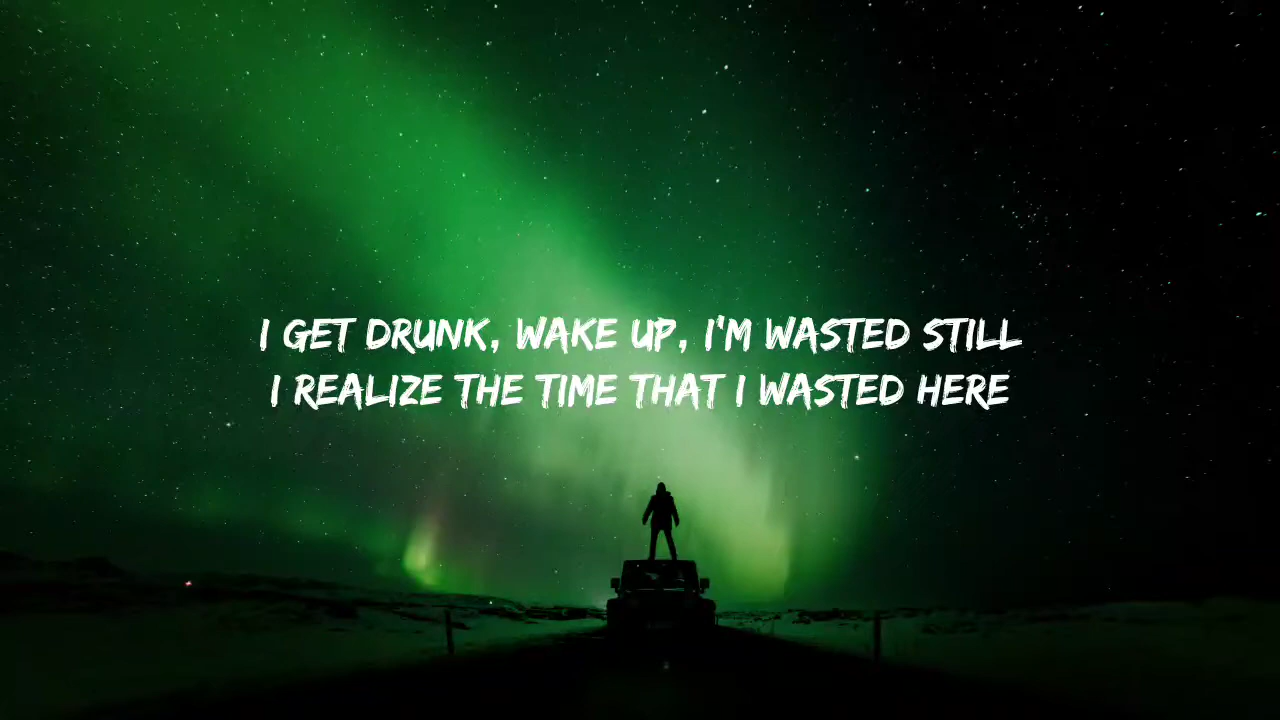 I GET DRUNK, WAKE UP, I'M WASTED STILL
I REALIZE THE TIME THAT I WASTED HERE